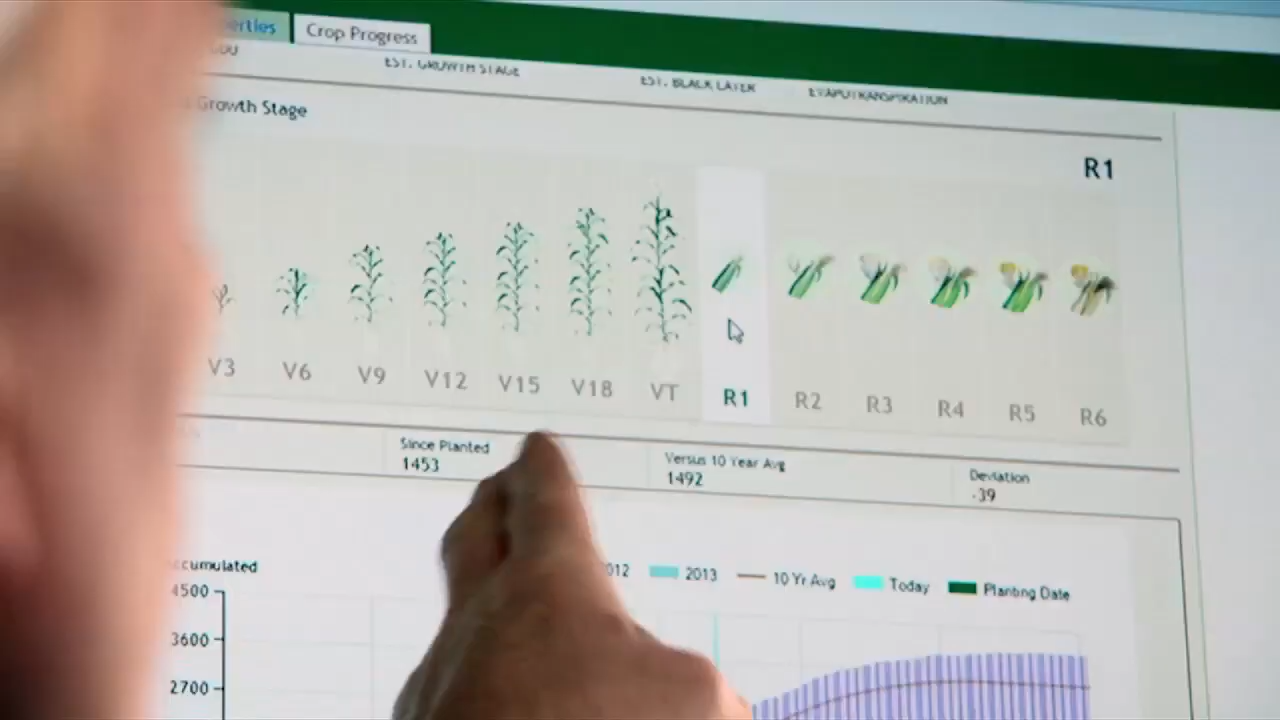 Crop Progress
EST. GROWTH STAGE
EST. BLACK LAYER
EVAPOTRANSPIRATION
Growth Stage
R1
V3
V6
V9
V12
V15
V18
VT
R1
R2
R3
R4
R5
R6
Since Planted
1453
Versus 10 Year Avg
1492
Deviation
-39
2013
10 Yr Avg
Today
Planting Date
4500
3600
2700